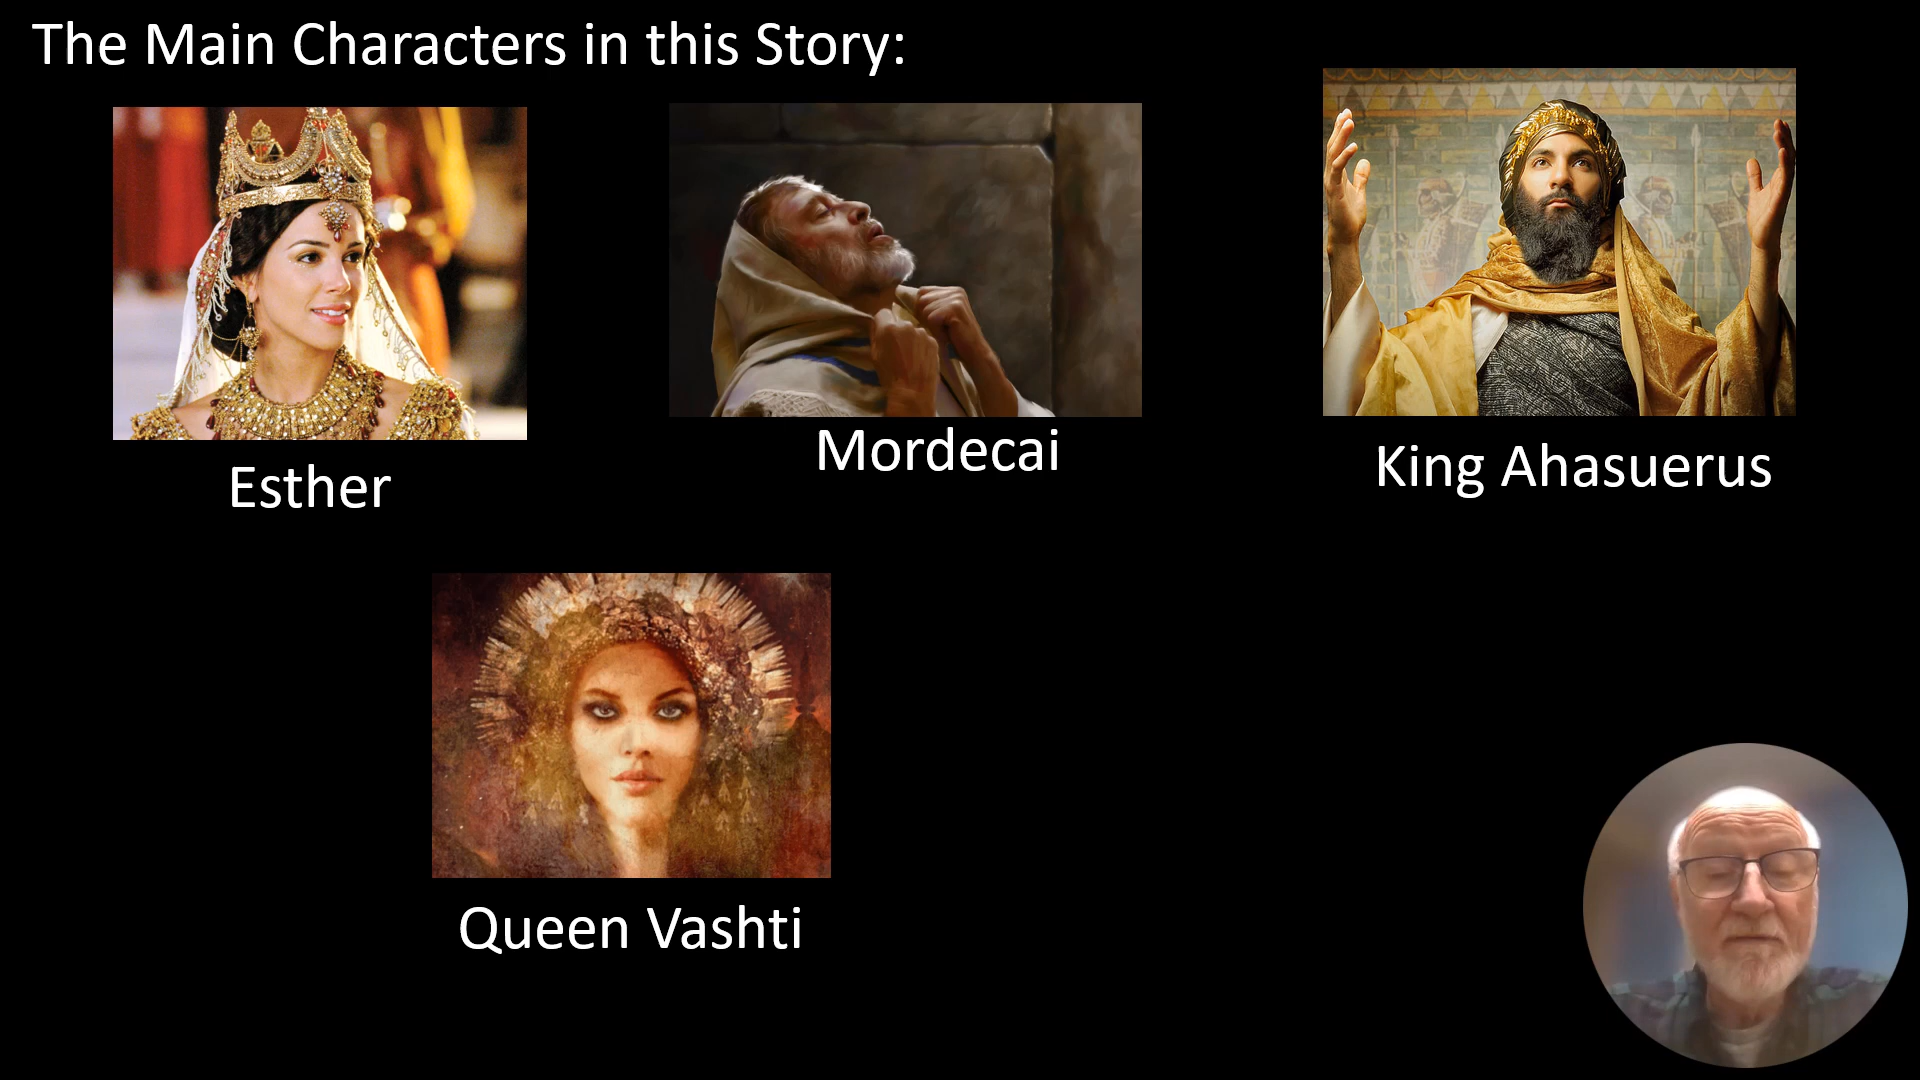 The Main Characters in this Story:
Esther
Mordecai
King Ahasuerus
Queen Vashti